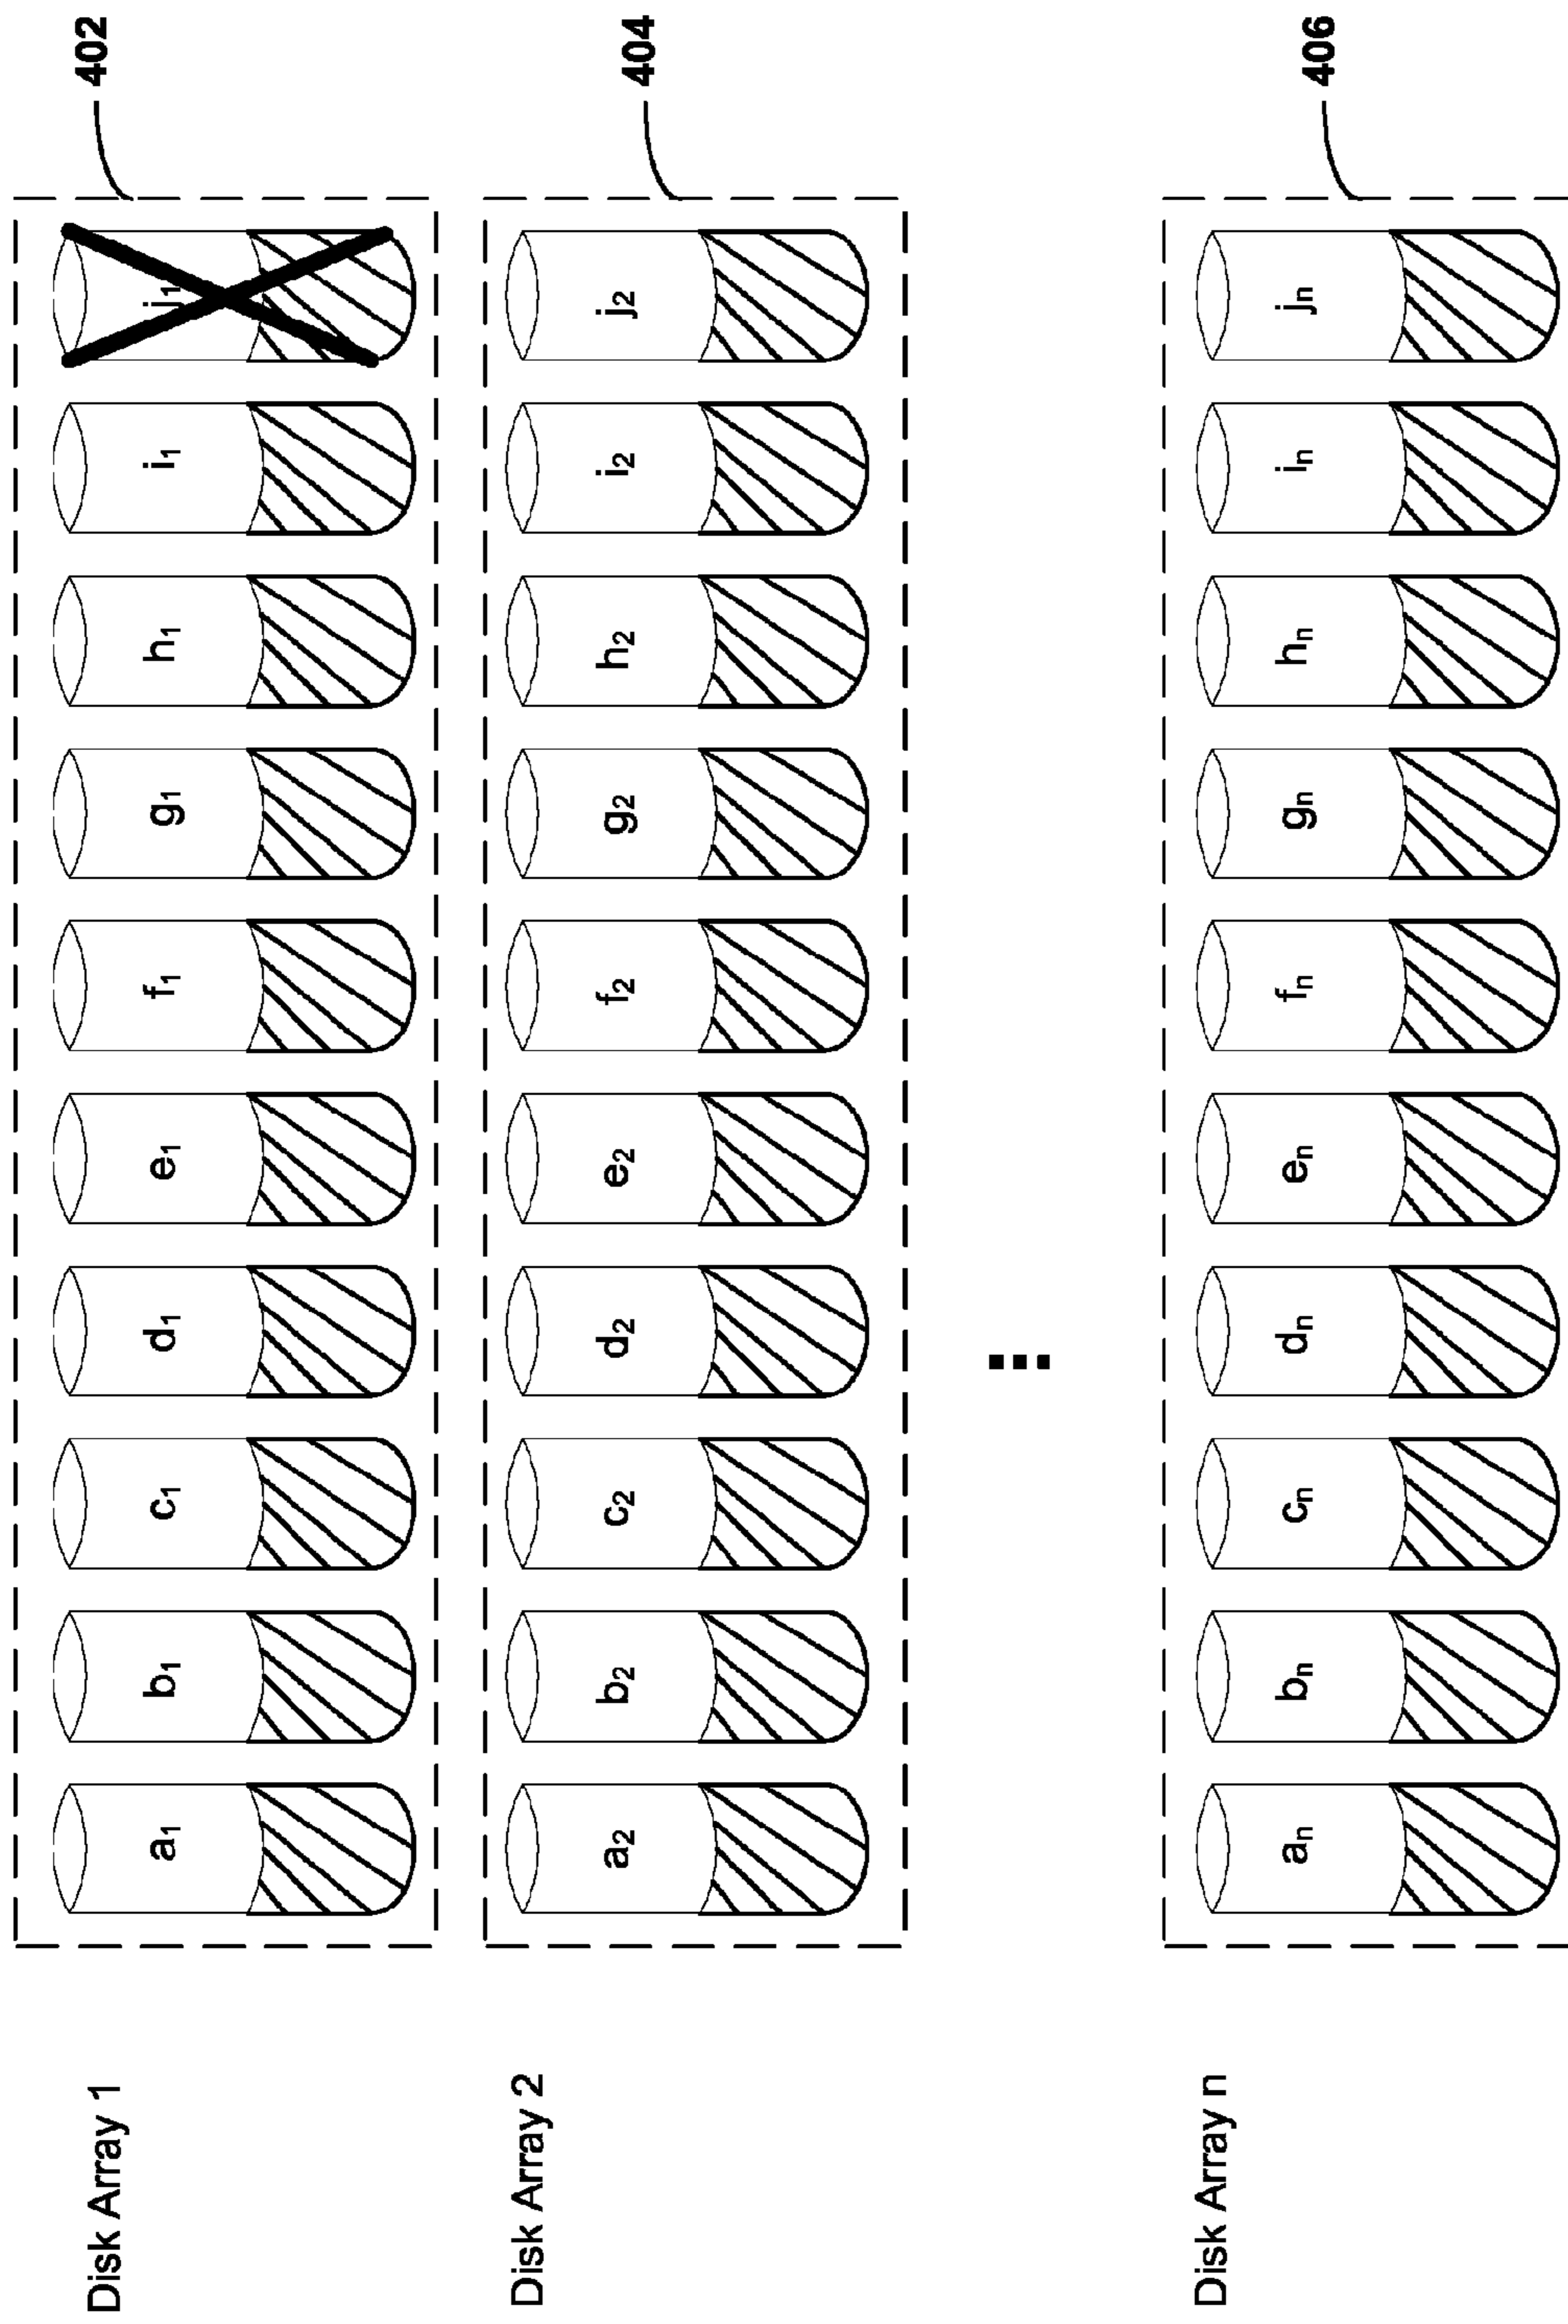 Disk Array 1
a₁ b₁ c₁ d₁ e₁ f₁ g₁ h₁ i₁ j₁
402
Disk Array 2
a₂ b₂ c₂ d₂ e₂ f₂ g₂ h₂ i₂ j₂
404
Disk Array n
aₙ bₙ cₙ dₙ eₙ fₙ gₙ hₙ iₙ jₙ
406